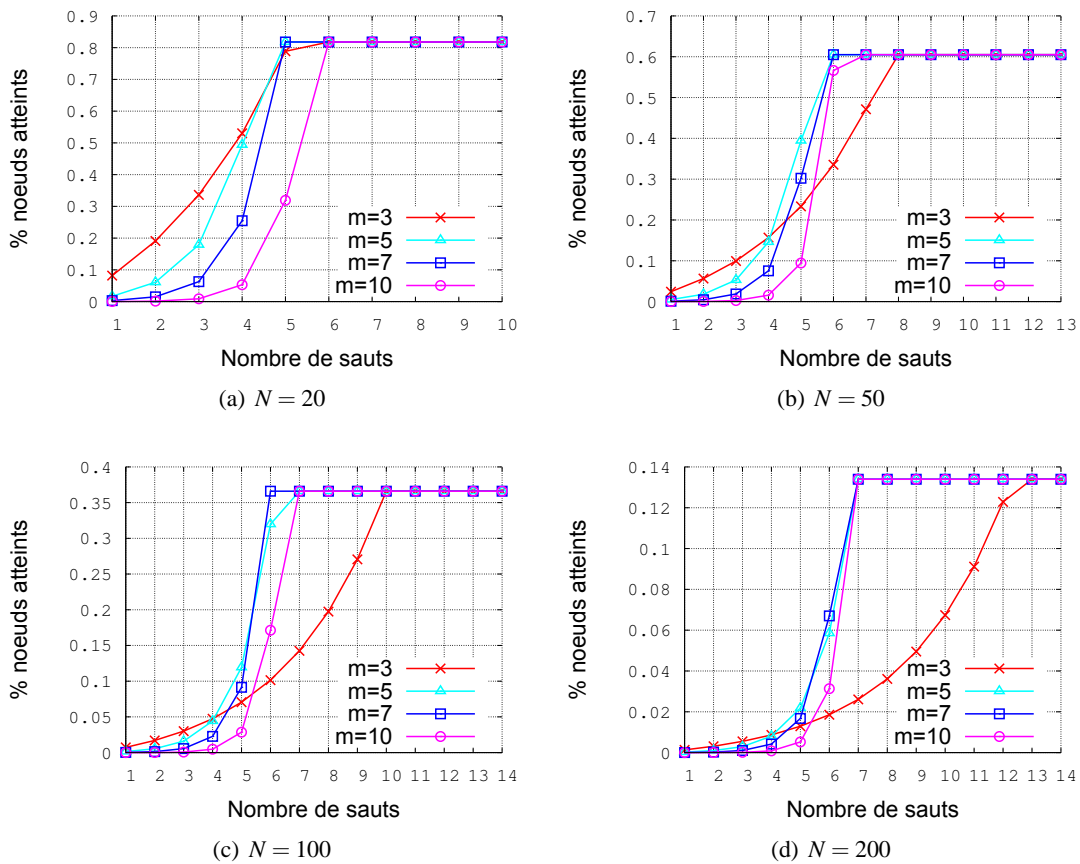 0.9
0.8
0.7
0.6
0.5
0.4
0.3
0.2
0.1
0
% noeuds atteints
m=3
m=5
m=7
m=10
1 2 3 4 5 6 7 8 9 10
Nombre de sauts
(a) N = 20
0.7
0.6
0.5
0.4
0.3
0.2
0.1
0
% noeuds atteints
m=3
m=5
m=7
m=10
1 2 3 4 5 6 7 8 9 10 11 12 13
Nombre de sauts
(b) N = 50
0.4
0.35
0.3
0.25
0.2
0.15
0.1
0.05
0
% noeuds atteints
m=3
m=5
m=7
m=10
1 2 3 4 5 6 7 8 9 10 11 12 13 14
Nombre de sauts
(c) N = 100
0.14
0.12
0.1
0.08
0.06
0.04
0.02
0
% noeuds atteints
m=3
m=5
m=7
m=10
1 2 3 4 5 6 7 8 9 10 11 12 13 14
Nombre de sauts
(d) N = 200